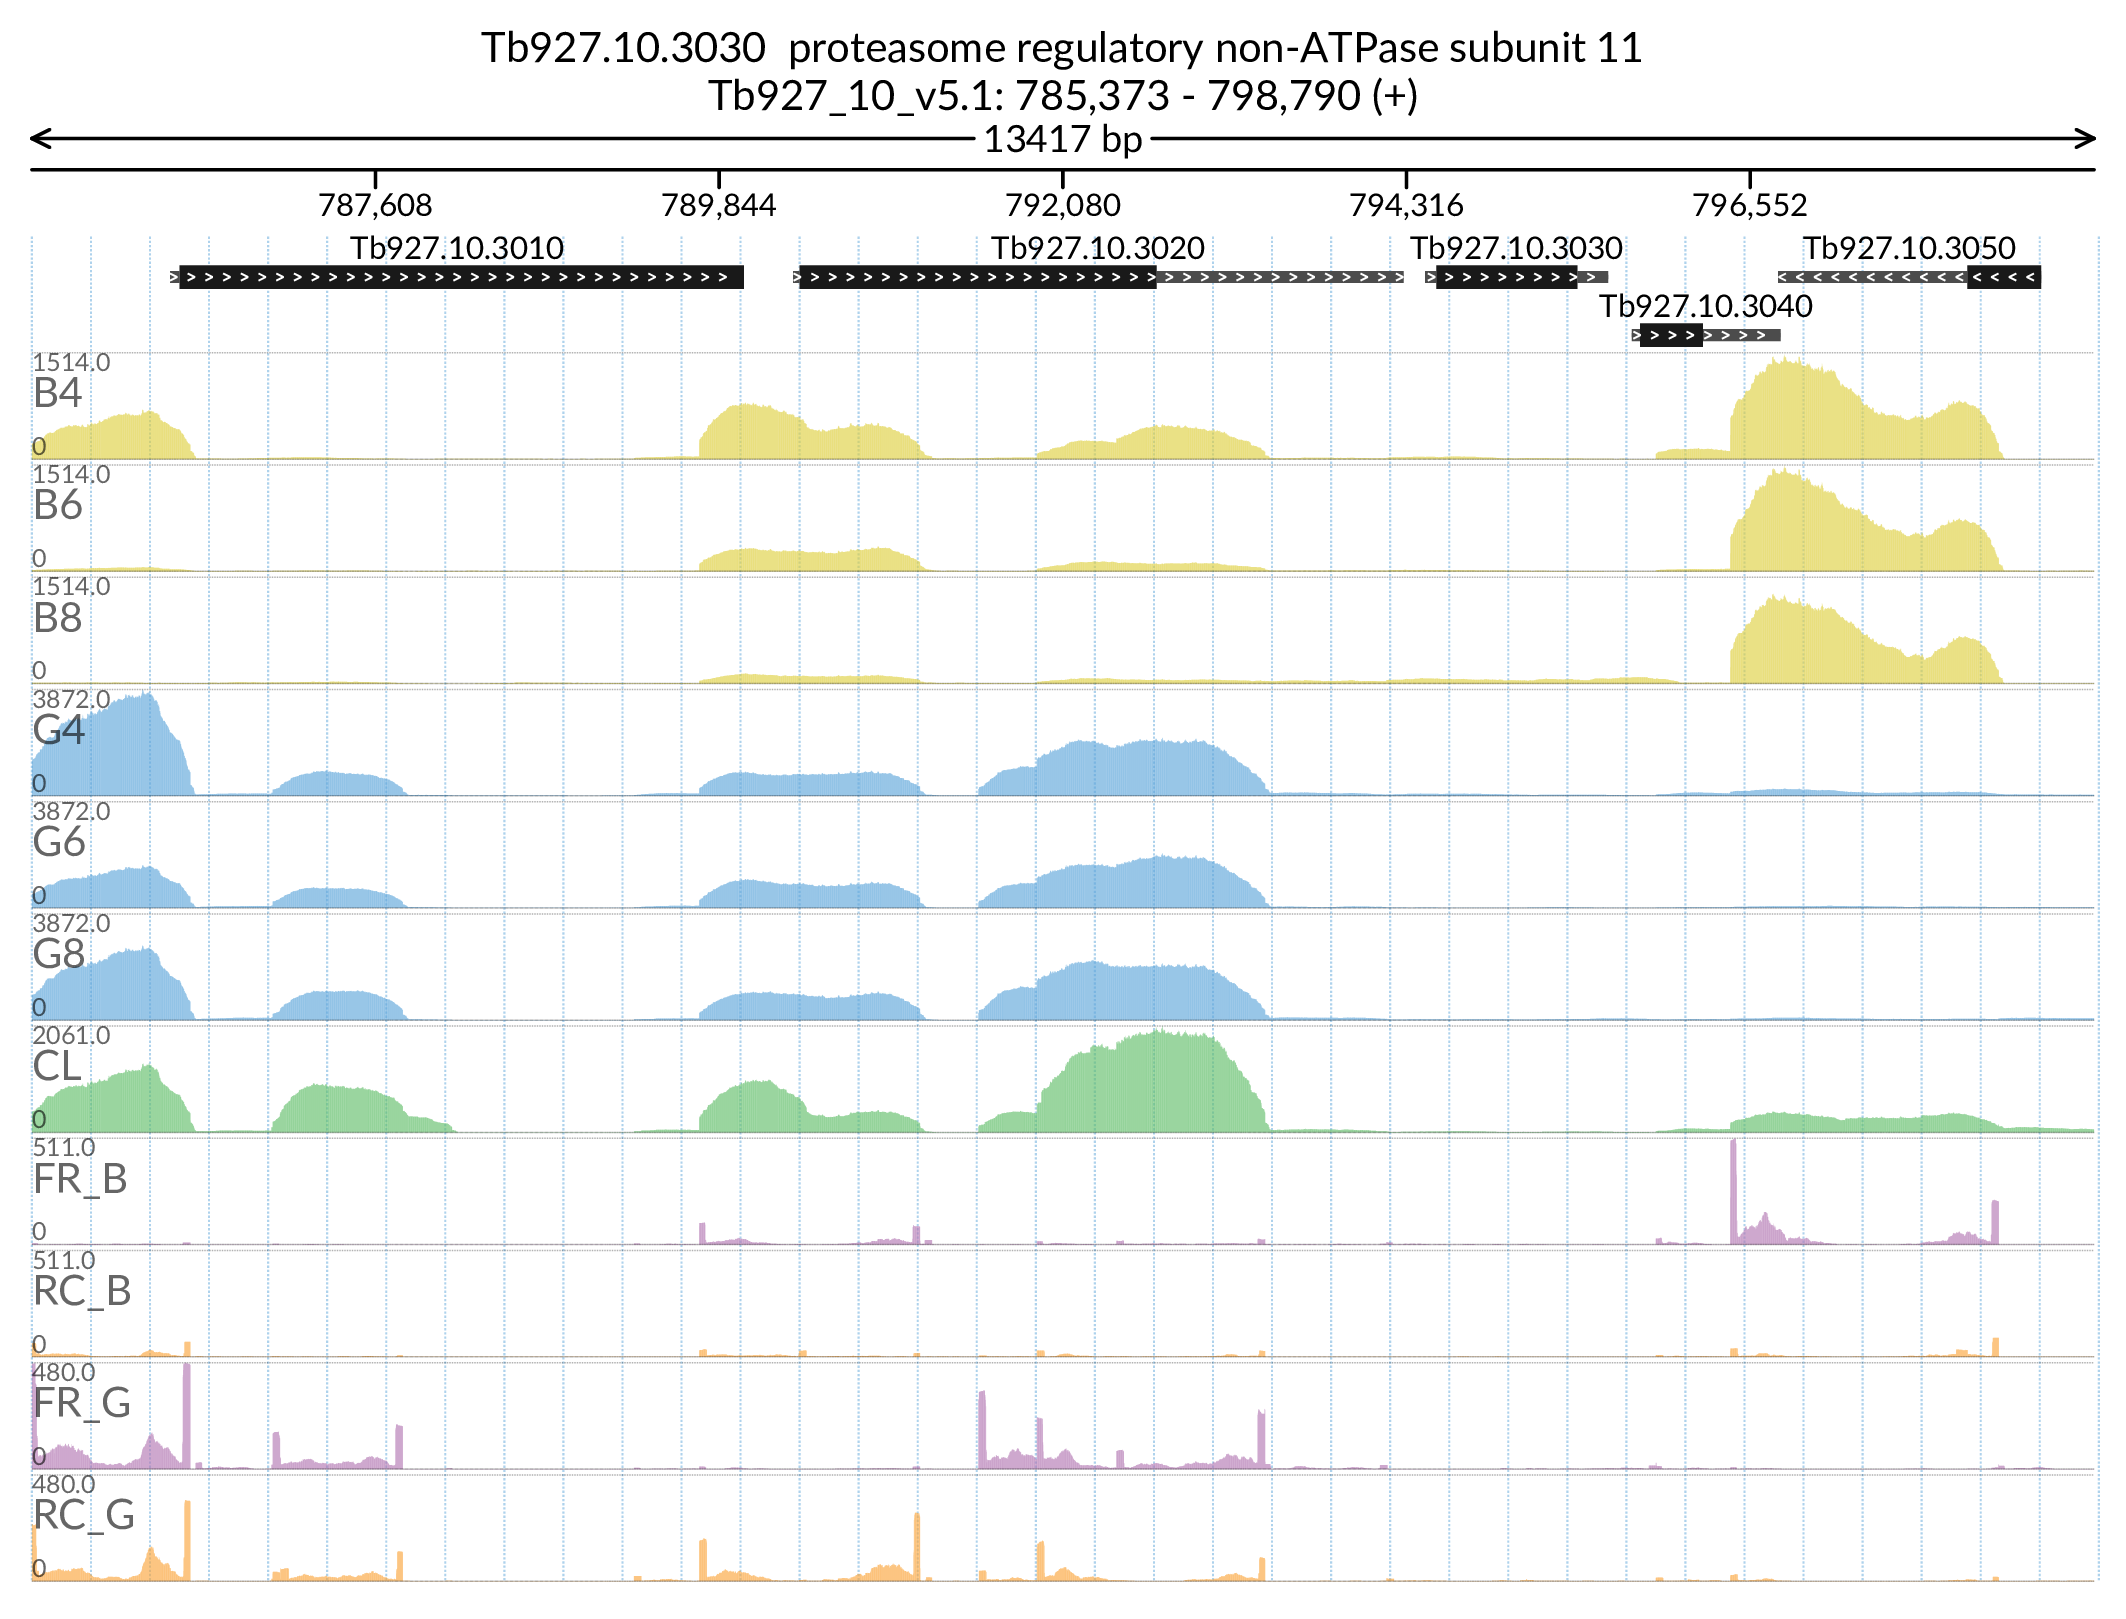 Tb927.10.3030 proteasome regulatory non-ATPase subunit 11
Tb927_10_v5.1: 785,373 - 798,790 (+)
13417 bp
787,608 789,844 792,080 794,316 796,552
Tb927.10.3010 Tb927.10.3020 Tb927.10.3030 Tb927.10.3050
Tb927.10.3040
1514.0
B4
0
1514.0
B6
0
1514.0
B8
0
3872.0
G4
0
3872.0
G6
0
3872.0
G8
0
2061.0
CL
0
511.0
FR_B
0
511.0
RC_B
0
480.0
FR_G
0
480.0
RC_G
0